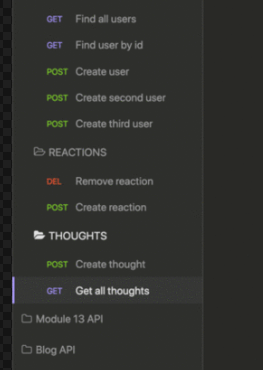 GET Find all users
GET Find user by id
POST Create user
POST Create second user
POST Create third user
REACTIONS
DEL Remove reaction
POST Create reaction
THOUGHTS
POST Create thought
GET Get all thoughts
Module 13 API
Blog API